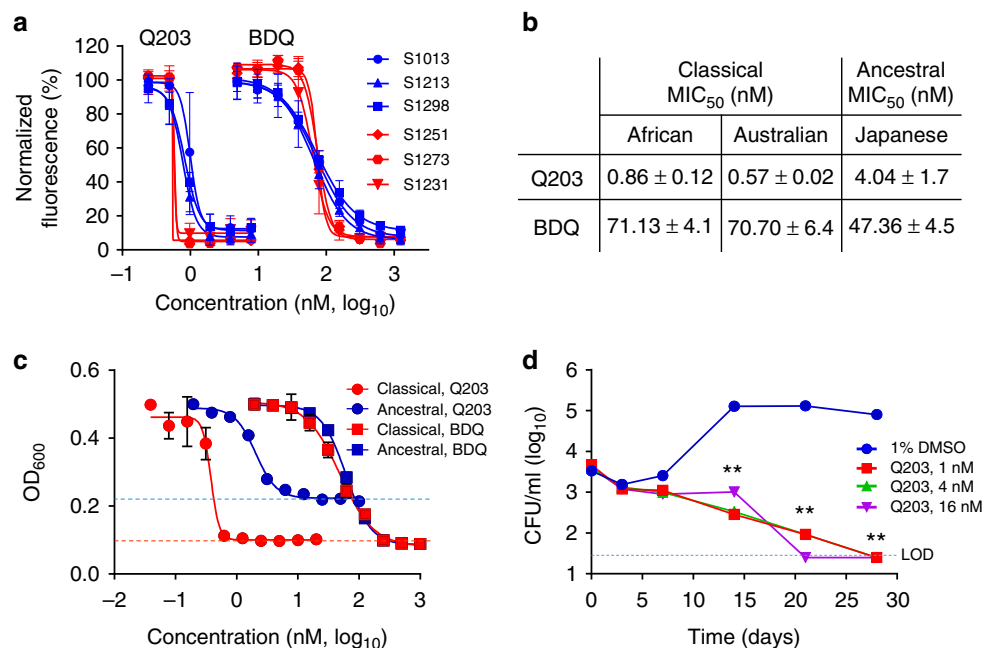 a
Q203 BDQ
Normalized fluorescence (%)
120
100
80
60
40
20
0
−1 0 1 2 3
Concentration (nM, log10)
S1013
S1213
S1298
S1251
S1273
S1231
b
Classical MIC50 (nM) Ancestral MIC50 (nM)
African Australian Japanese
Q203 0.86 ± 0.12 0.57 ± 0.02 4.04 ± 1.7
BDQ 71.13 ± 4.1 70.70 ± 6.4 47.36 ± 4.5
c
OD600
0.6
0.4
0.2
0.0
−2 −1 0 1 2 3
Concentration (nM, log10)
Classical, Q203
Ancestral, Q203
Classical, BDQ
Ancestral, BDQ
d
CFU/ml (log10)
6
5
4
3
2
1
0 5 10 15 20 25 30
Time (days)
** ** **
LOD
1% DMSO
Q203, 1 nM
Q203, 4 nM
Q203, 16 nM